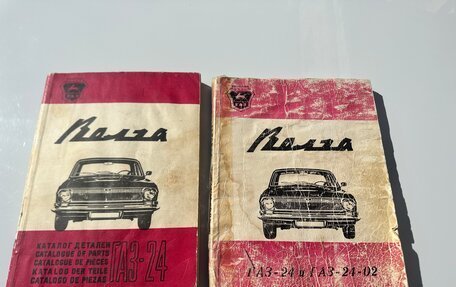 Волга
КАТАЛОГ ДЕТАЛЕЙ
CATALOGUE OF PARTS
CATALOGUE DE PIECES
KATALOG DER TEILE
CATALOGO DE PIEZAS
ГАЗ-24
Волга
ГАЗ-24 и ГАЗ-24-02